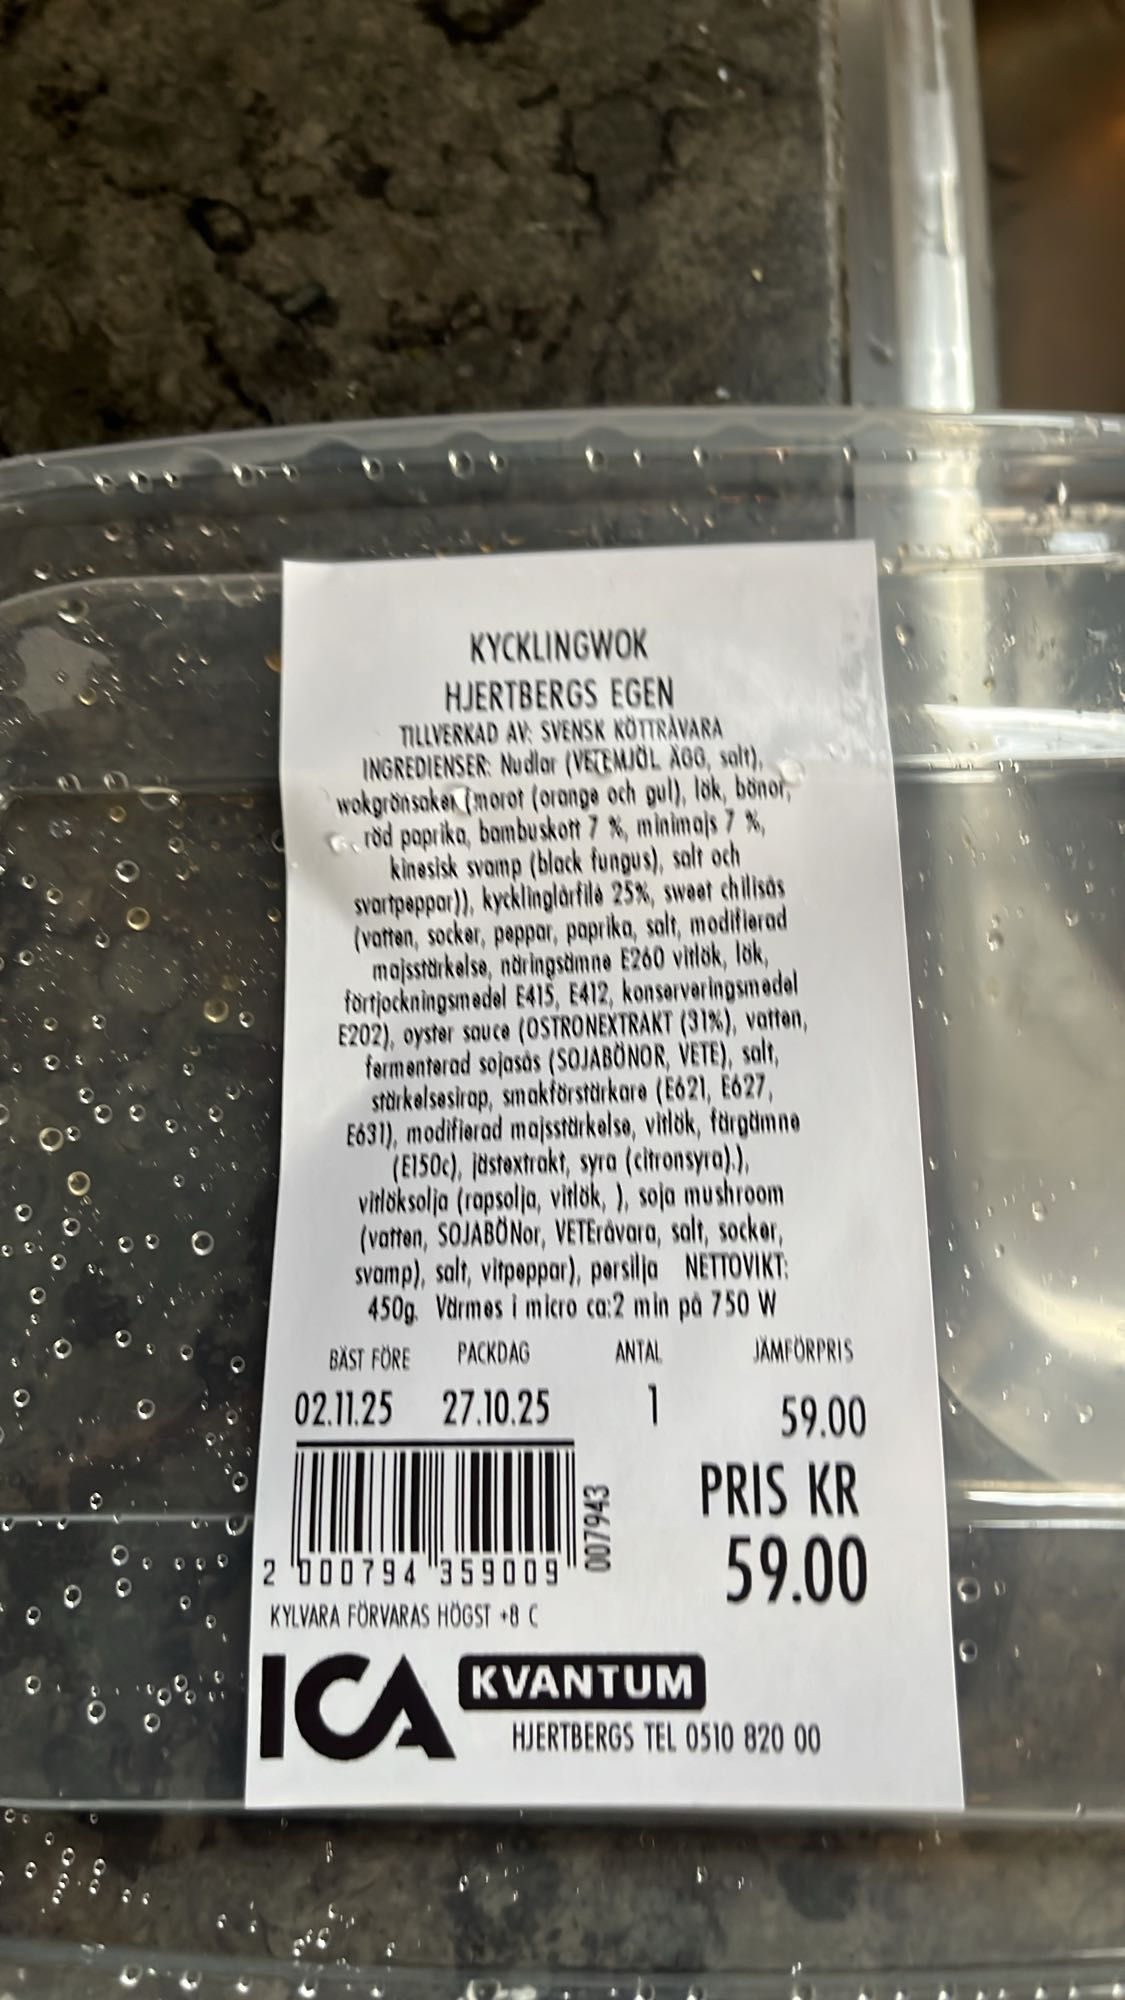 KYCKLINGWOK
HJERTBERGS EGEN
TILLVERKAD AV: SVENSK KÖTTRÅVARA
INGREDIENSER: Nudlar (VETEMJÖL, ÄGG, salt),
wokgrönsaker (morot (orange och gul), lök, bönor,
röd paprika, bambuskott 7 %, minimajs 7 %,
kinesisk svamp (black fungus), salt och
svartpeppar)), kycklinglårfilé 25%, sweet chilisås
(vatten, socker, peppar, paprika, salt, modifierad
majsstärkelse, näringsämne E260 vitlök, lök,
förtjockningsmedel E415, E412, konserveringsmedel
E202), oyster sauce (OSTRONEXTRAKT (31%), vatten,
fermenterad sojasås (SOJABÖNOR, VETE), salt,
stärkelsesirap, smakförstärkare (E621, E627,
E631), modifierad majsstärkelse, vitlök, färgämne
(E150c), jästextrakt, syra (citronsyra).),
vitlöksolja (rapsolja, vitlök, ), soja mushroom
(vatten, SOJABÖNor, VETEråvara, salt, socker,
svamp), salt, vitpeppar), persilja NETTOVIKT:
450g. Värmes i micro ca:2 min på 750 W
BÄST FÖRE PACKDAG ANTAL JÄMFÖRPRIS
02.11.25 27.10.25 1 59.00
PRIS KR
59.00
007943
2 000794 359009
KYLVARA FÖRVARAS HÖGST +8 C
ICA KVANTUM
HJERTBERGS TEL 0510 820 00